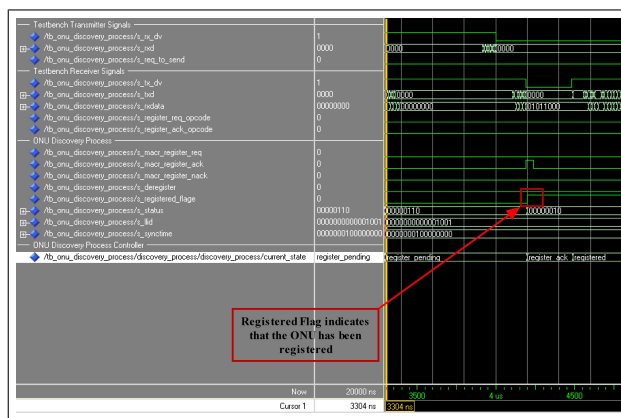 Testbench Transmitter Signals
/tb_onu_discovery_process/s_rx_dv 1
/tb_onu_discovery_process/s_rxd 0000 0000 0000
/tb_onu_discovery_process/s_req_to_send 0
Testbench Receiver Signals
/tb_onu_discovery_process/s_tx_dv 1
/tb_onu_discovery_process/s_txd 0000 0000 0000
/tb_onu_discovery_process/s_rxdata 00000000 00000000 01011000
/tb_onu_discovery_process/s_register_req_opcode 0
/tb_onu_discovery_process/s_register_ack_opcode 0
ONU Discovery Process
/tb_onu_discovery_process/s_macr_register_req 0
/tb_onu_discovery_process/s_macr_register_ack 0
/tb_onu_discovery_process/s_macr_register_nack 0
/tb_onu_discovery_process/s_deregister 0
/tb_onu_discovery_process/s_registered_flage 0
/tb_onu_discovery_process/s_status 00000110 00000110 00000010
/tb_onu_discovery_process/s_llid 0000000000001001 0000000000001001
/tb_onu_discovery_process/s_synctime 0000000100000000 0000000100000000
ONU Discovery Process Controller
/tb_onu_discovery_process/discovery_process/discovery_process/current_state register_pending register_pending register_ack registered
Registered Flag indicates
that the ONU has been
registered
Now 20000 ns 3500 4 us 4500
Cursor 1 3304 ns 3304 ns